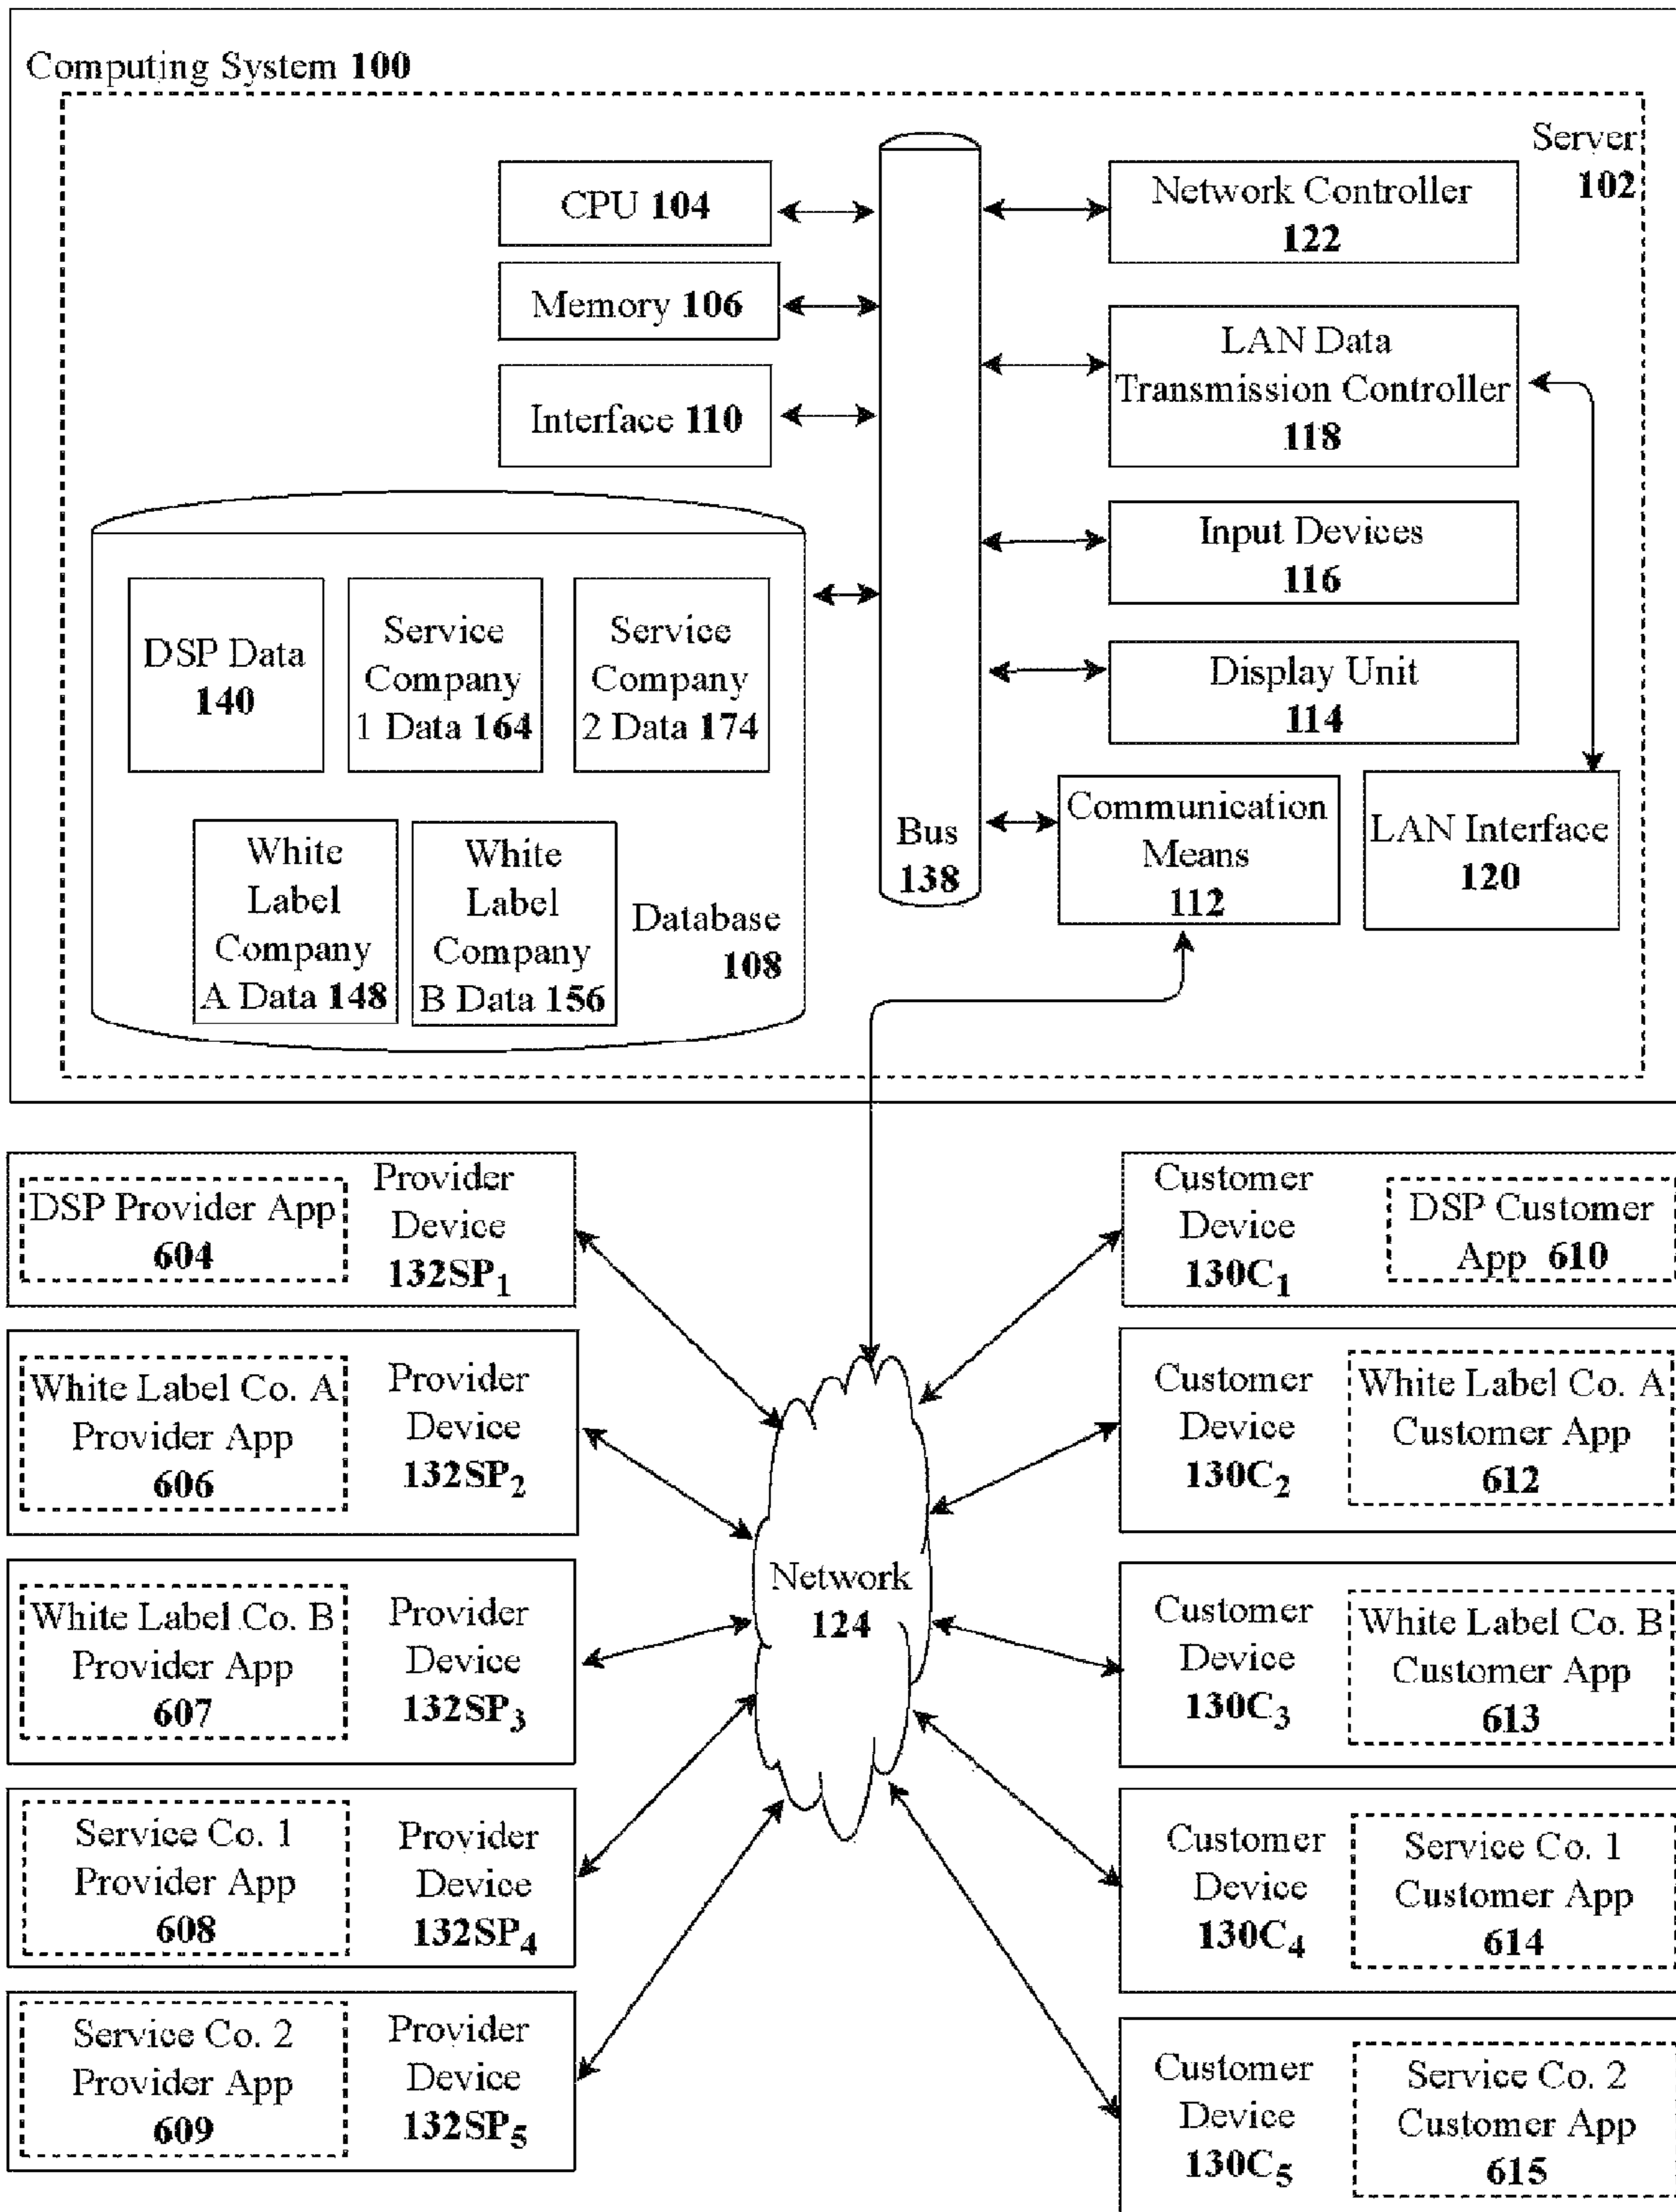 Computing System 100
Server
102
CPU 104
Memory 106
Interface 110
Network Controller
122
LAN Data
Transmission Controller
118
Input Devices
116
Display Unit
114
Communication
Means
112
LAN Interface
120
Bus
138
DSP Data
140
Service
Company
1 Data 164
Service
Company
2 Data 174
White
Label
Company
A Data 148
White
Label
Company
B Data 156
Database
108
DSP Provider App
604
Provider
Device
132SP1
White Label Co. A
Provider App
606
Provider
Device
132SP2
White Label Co. B
Provider App
607
Provider
Device
132SP3
Service Co. 1
Provider App
608
Provider
Device
132SP4
Service Co. 2
Provider App
609
Provider
Device
132SP5
Network
124
Customer
Device
130C1
DSP Customer
App 610
Customer
Device
130C2
White Label Co. A
Customer App
612
Customer
Device
130C3
White Label Co. B
Customer App
613
Customer
Device
130C4
Service Co. 1
Customer App
614
Customer
Device
130C5
Service Co. 2
Customer App
615